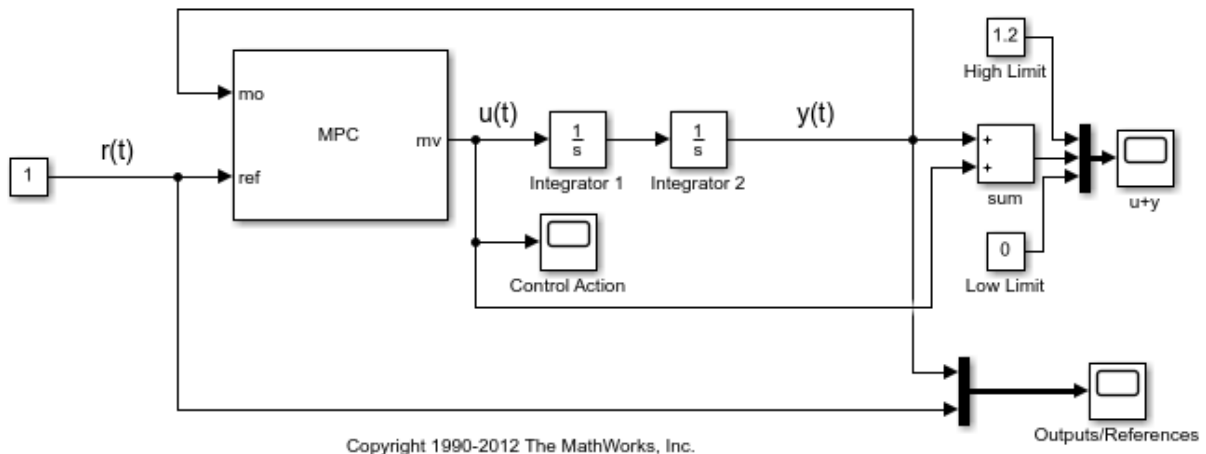 1.2
High Limit
mo
MPC
mv
ref
u(t)
1
s
Integrator 1
1
s
Integrator 2
y(t)
+
+
sum
u+y
r(t)
1
Control Action
0
Low Limit
Outputs/References
Copyright 1990-2012 The MathWorks, Inc.